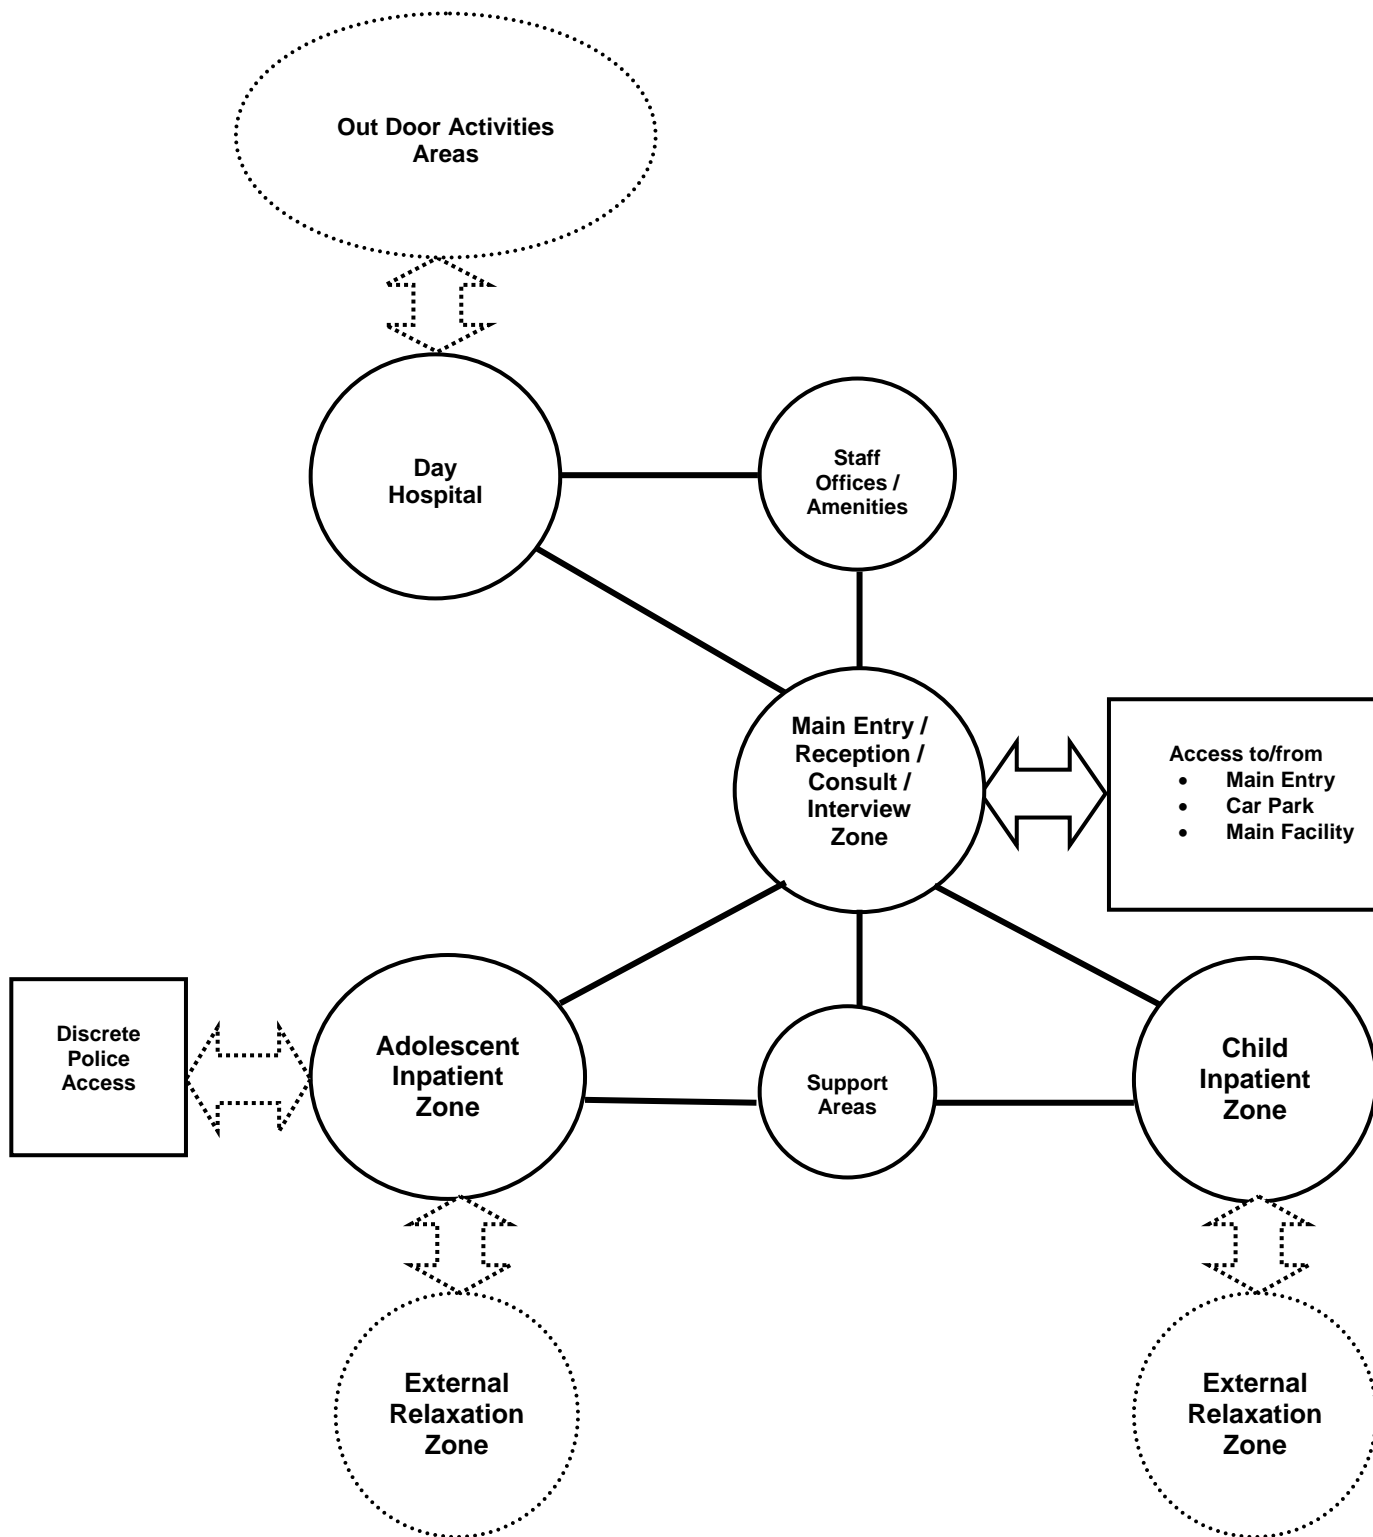 Out Door Activities
Areas
Day
Hospital
Staff
Offices /
Amenities
Main Entry /
Reception /
Consult /
Interview
Zone
Access to/from
• Main Entry
• Car Park
• Main Facility
Discrete
Police
Access
Adolescent
Inpatient
Zone
Support
Areas
Child
Inpatient
Zone
External
Relaxation
Zone
External
Relaxation
Zone